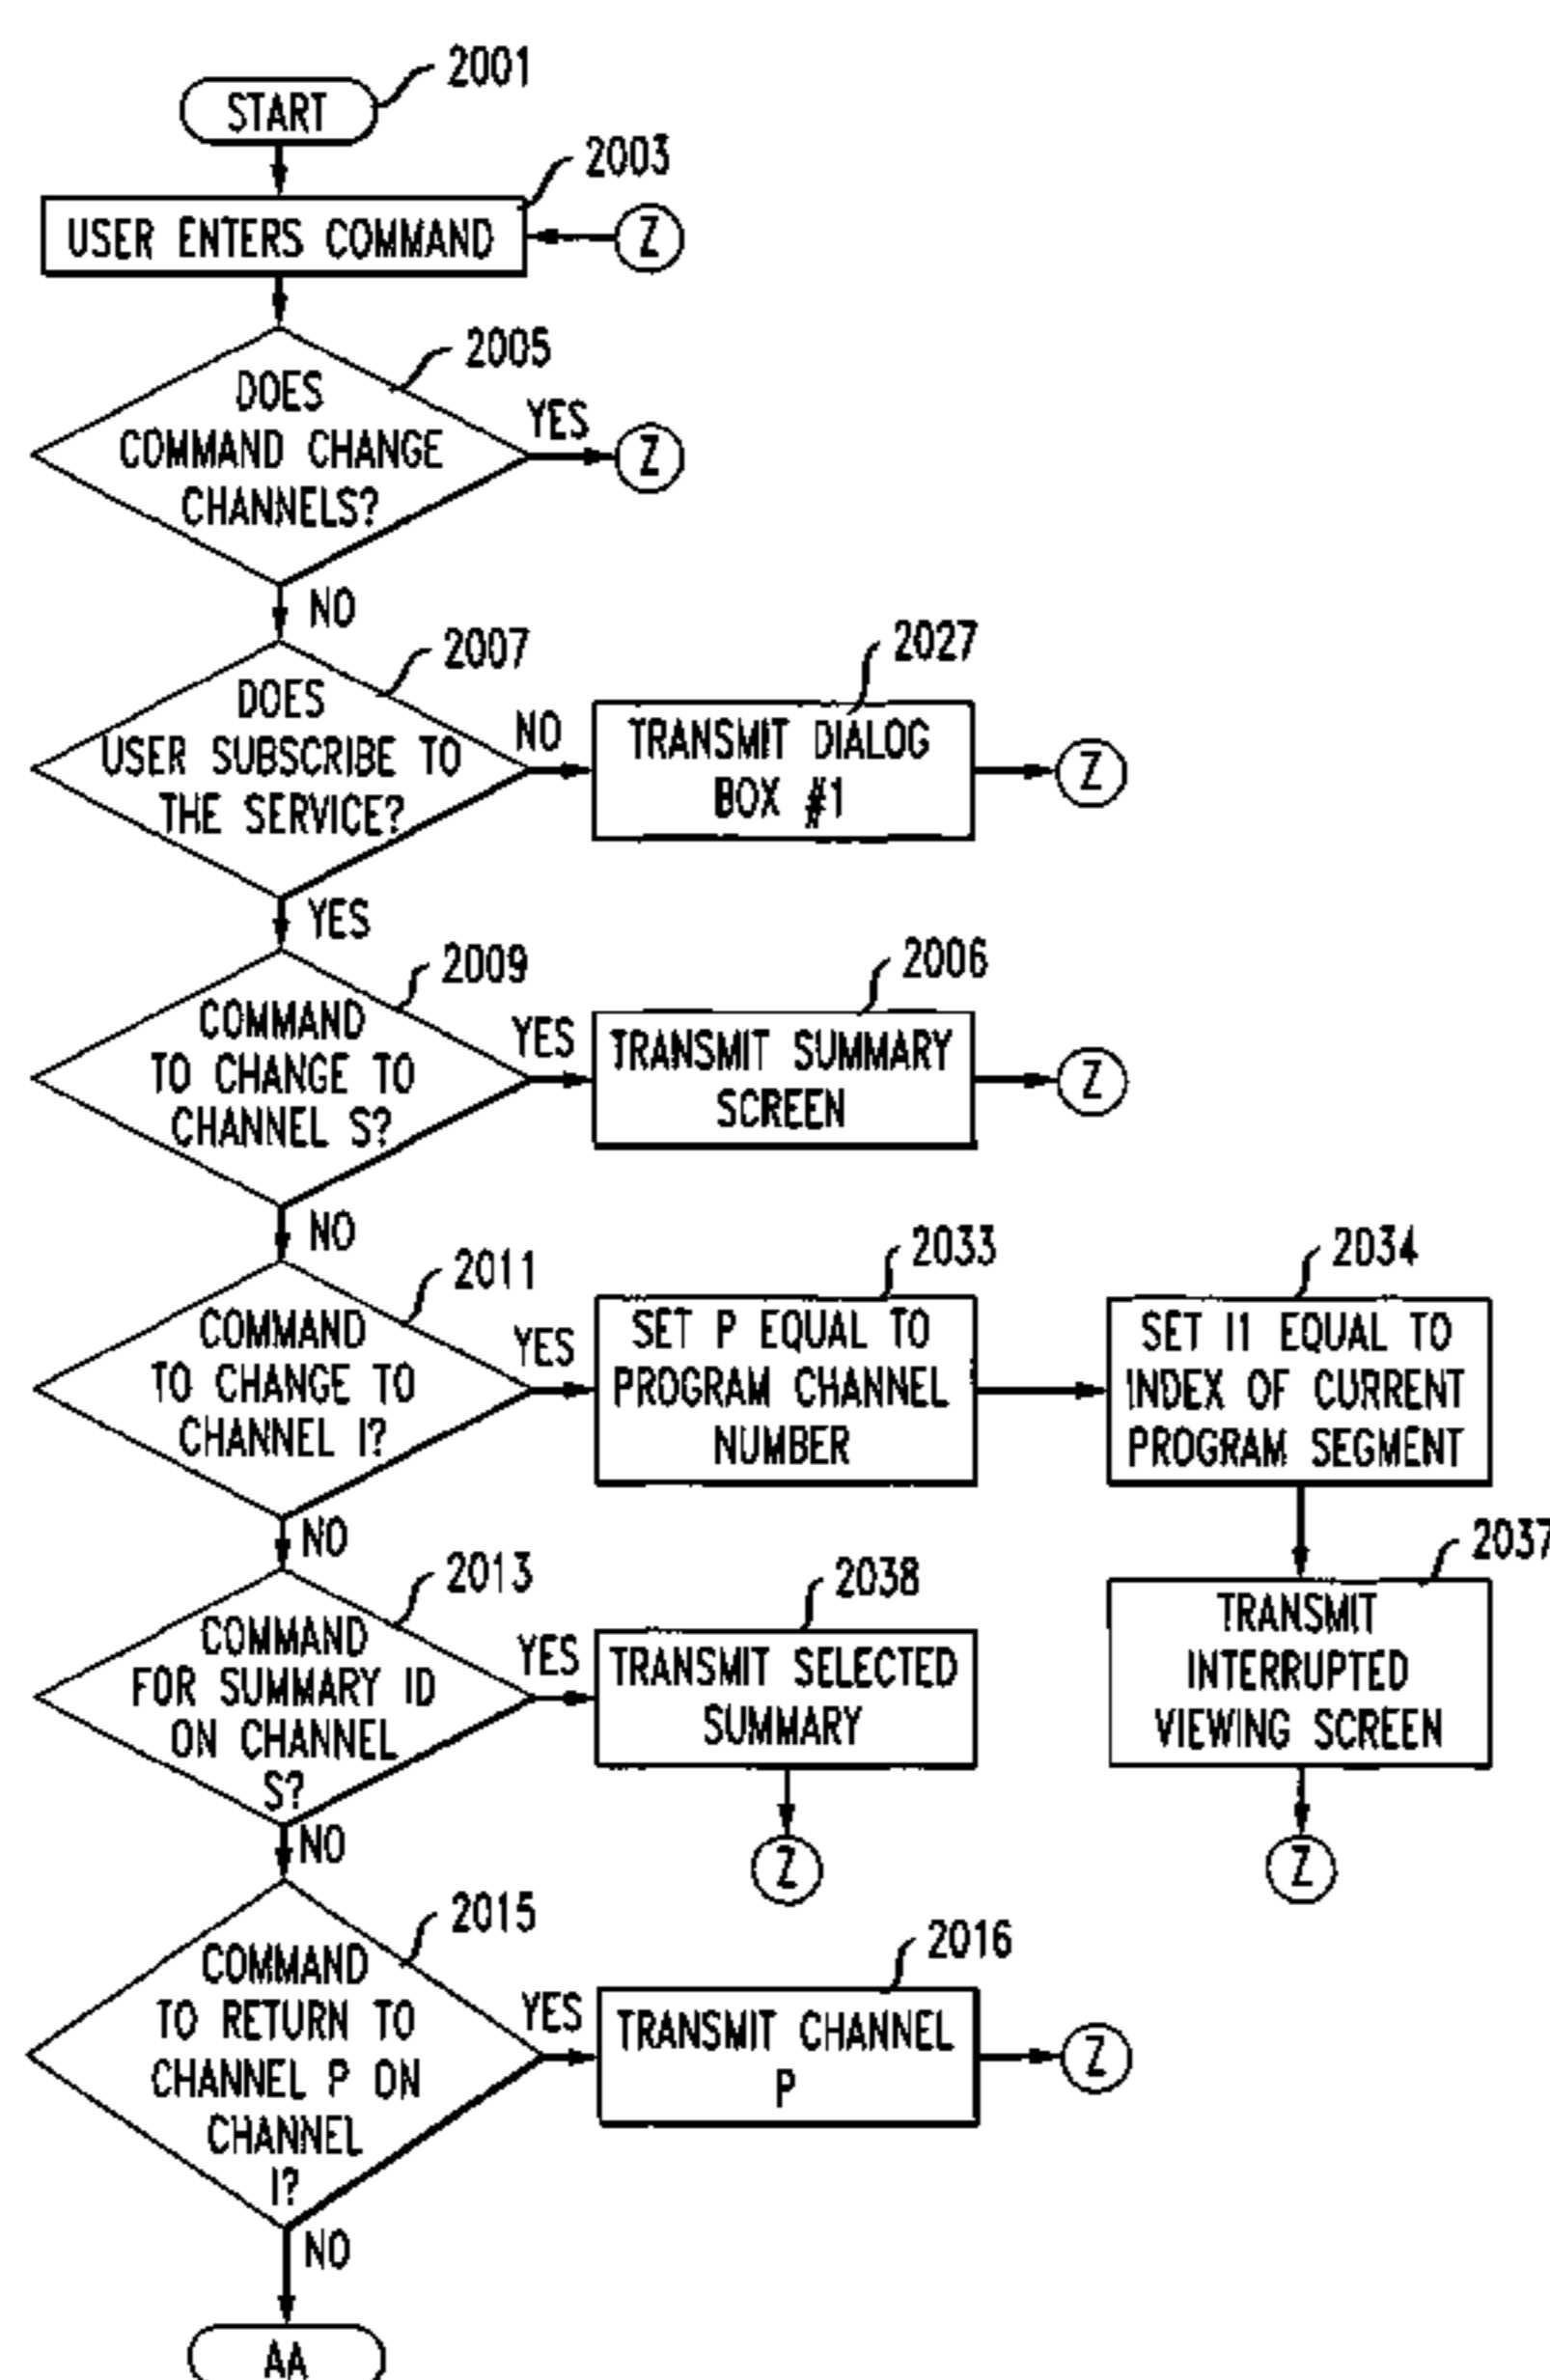 START
2001
2003
USER ENTERS COMMAND
Z
2005
DOES
COMMAND CHANGE
CHANNELS?
YES
Z
NO
2007
DOES
USER SUBSCRIBE TO
THE SERVICE?
NO
2027
TRANSMIT DIALOG
BOX #1
Z
YES
2009
COMMAND
TO CHANGE TO
CHANNEL S?
YES
2006
TRANSMIT SUMMARY
SCREEN
Z
NO
2011
COMMAND
TO CHANGE TO
CHANNEL I?
YES
2033
SET P EQUAL TO
PROGRAM CHANNEL
NUMBER
2034
SET I1 EQUAL TO
INDEX OF CURRENT
PROGRAM SEGMENT
2037
TRANSMIT
INTERRUPTED
VIEWING SCREEN
Z
NO
2013
COMMAND
FOR SUMMARY ID
ON CHANNEL
S?
YES
2038
TRANSMIT SELECTED
SUMMARY
Z
NO
2015
COMMAND
TO RETURN TO
CHANNEL P ON
CHANNEL
I?
YES
2016
TRANSMIT CHANNEL
P
Z
NO
AA